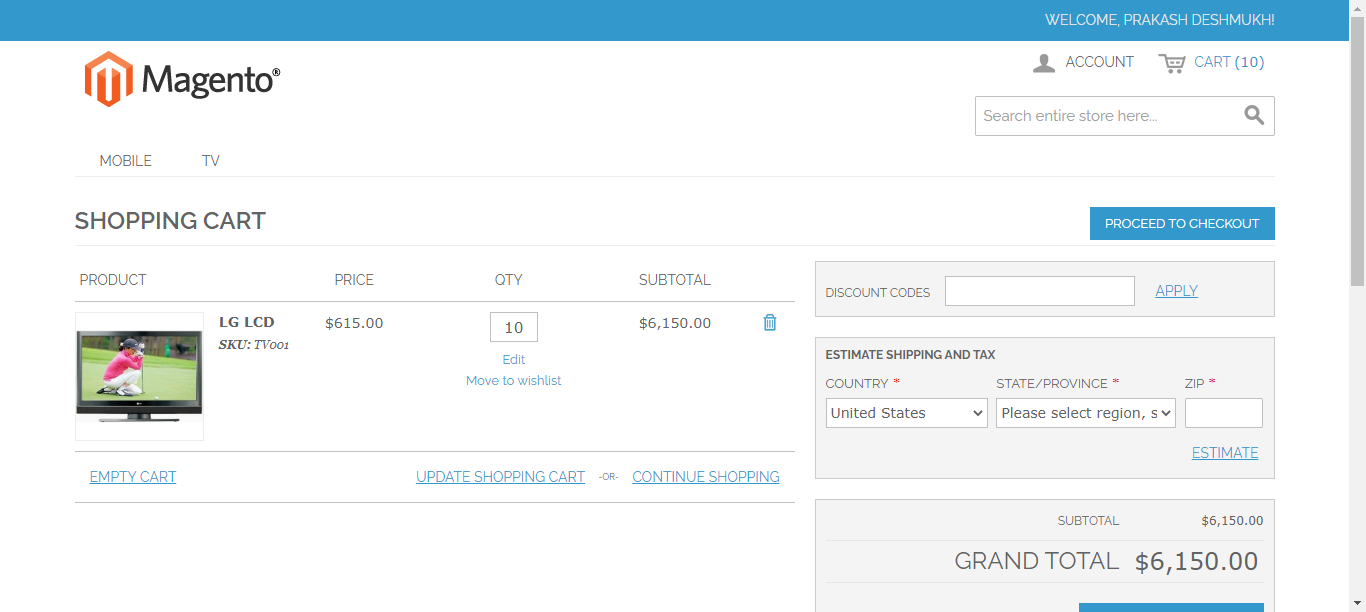 WELCOME, PRAKASH DESHMUKH!
Magento®
ACCOUNT
CART (10)
Search entire store here...
MOBILE
TV
SHOPPING CART
PROCEED TO CHECKOUT
PRODUCT PRICE QTY SUBTOTAL
LG LCD $615.00 10 $6,150.00
SKU: TV001
Edit
Move to wishlist
EMPTY CART
UPDATE SHOPPING CART -OR- CONTINUE SHOPPING
DISCOUNT CODES APPLY
ESTIMATE SHIPPING AND TAX
COUNTRY * STATE/PROVINCE * ZIP *
United States Please select region, s
ESTIMATE
SUBTOTAL $6,150.00
GRAND TOTAL $6,150.00